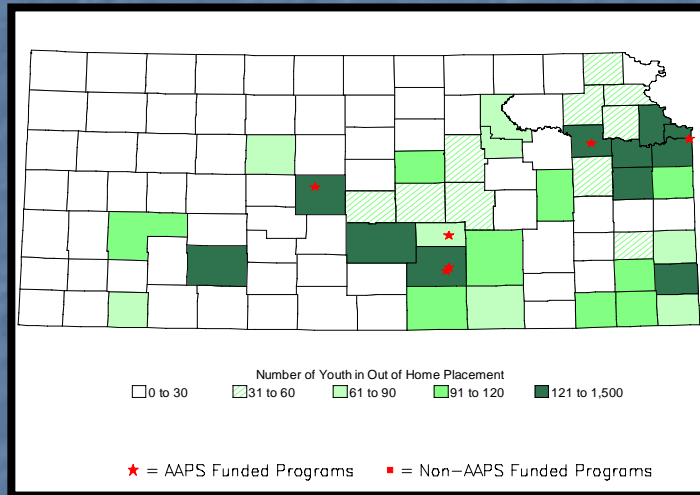 Number of Youth in Out of Home Placement
0 to 30 31 to 60 61 to 90 91 to 120 121 to 1,500
= AAPS Funded Programs = Non-AAPS Funded Programs